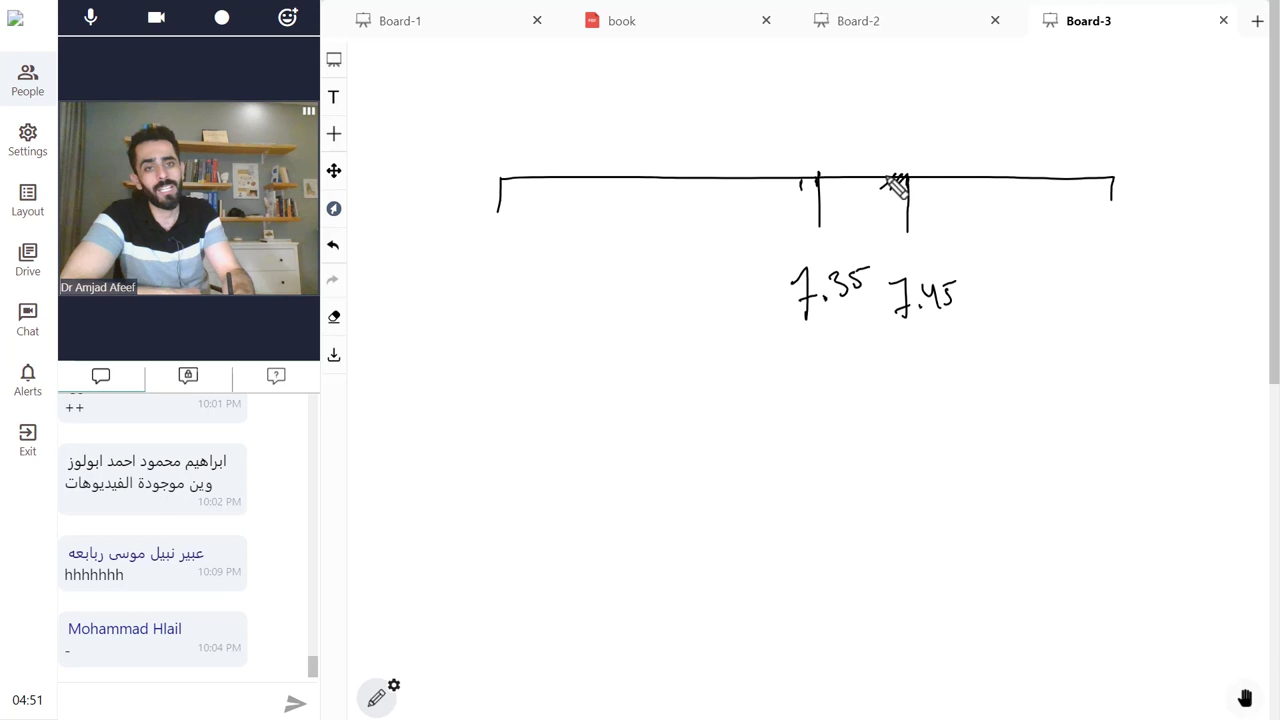 Board-1
book
Board-2
Board-3
People
Settings
Layout
Drive
Chat
Alerts
Exit
04:51
Dr Amjad Afeef
++
10:01 PM
ابراهيم محمود احمد ابولوز
وين موجودة الفيديوهات
10:02 PM
عبير نبيل موسى ربابعه
hhhhhhh
10:09 PM
Mohammad Hlail
-
10:04 PM
T
7.35 7.45